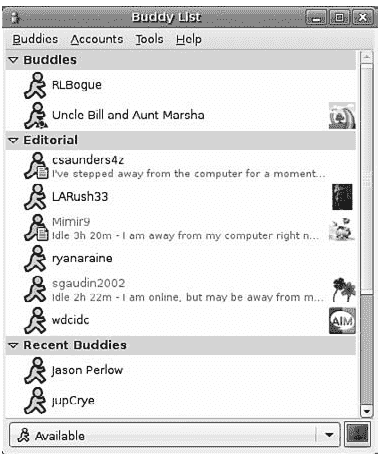 Buddy List
Buddies Accounts Tools Help
Buddies
RLBogue
Uncle Bill and Aunt Marsha
Editorial
csaunders4z
I've stepped away from the computer for a moment...
LARush33
Mimir9
Idle 3h 20m - I am away from my computer right n...
ryanaraine
sgaudin2002
Idle 2h 22m - I am online, but may be away from m...
wdcidc
AIM
Recent Buddies
Jason Perlow
jupCrye
Available